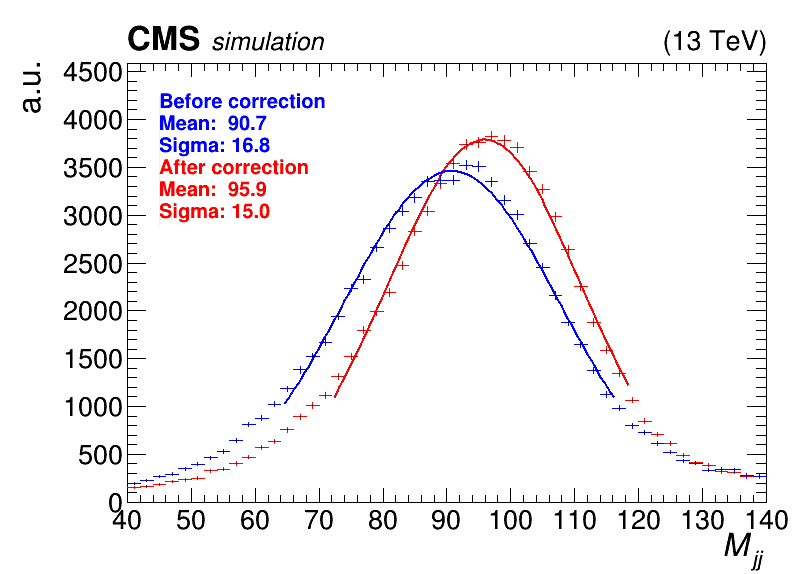 CMS simulation (13 TeV)
a.u.
4500
4000
3500
3000
2500
2000
1500
1000
500
0
Before correction
Mean: 90.7
Sigma: 16.8
After correction
Mean: 95.9
Sigma: 15.0
40 50 60 70 80 90 100 110 120 130 140
M_jj